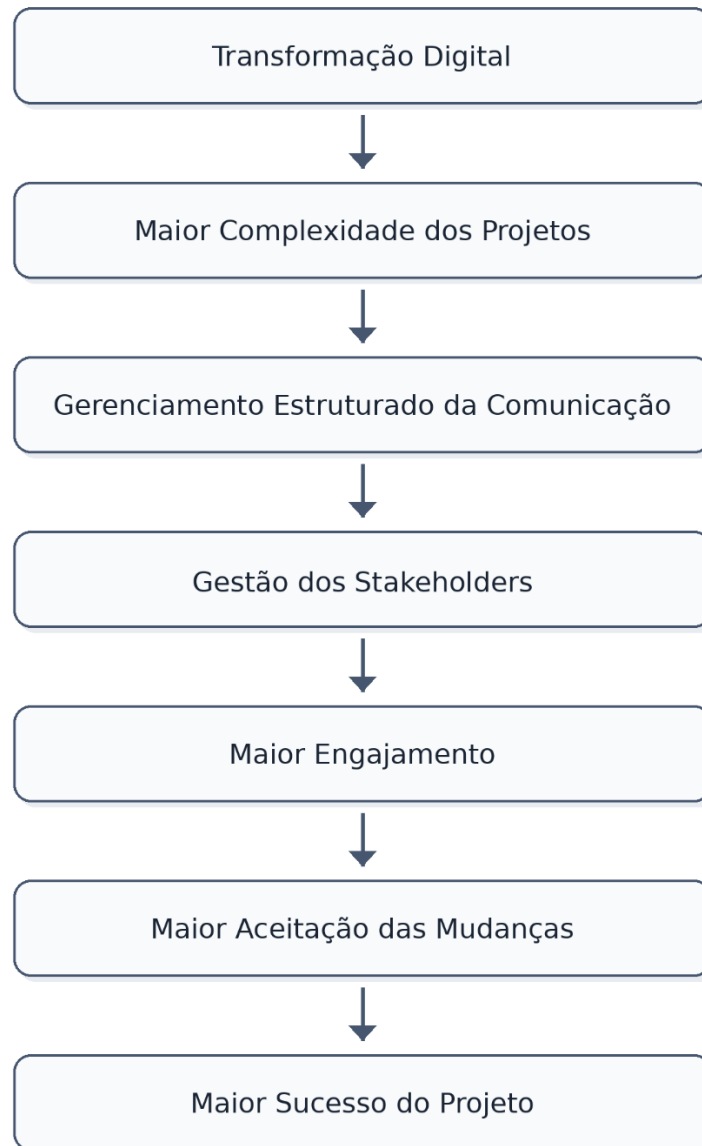 Transformação Digital
Maior Complexidade dos Projetos
Gerenciamento Estruturado da Comunicação
Gestão dos Stakeholders
Maior Engajamento
Maior Aceitação das Mudanças
Maior Sucesso do Projeto